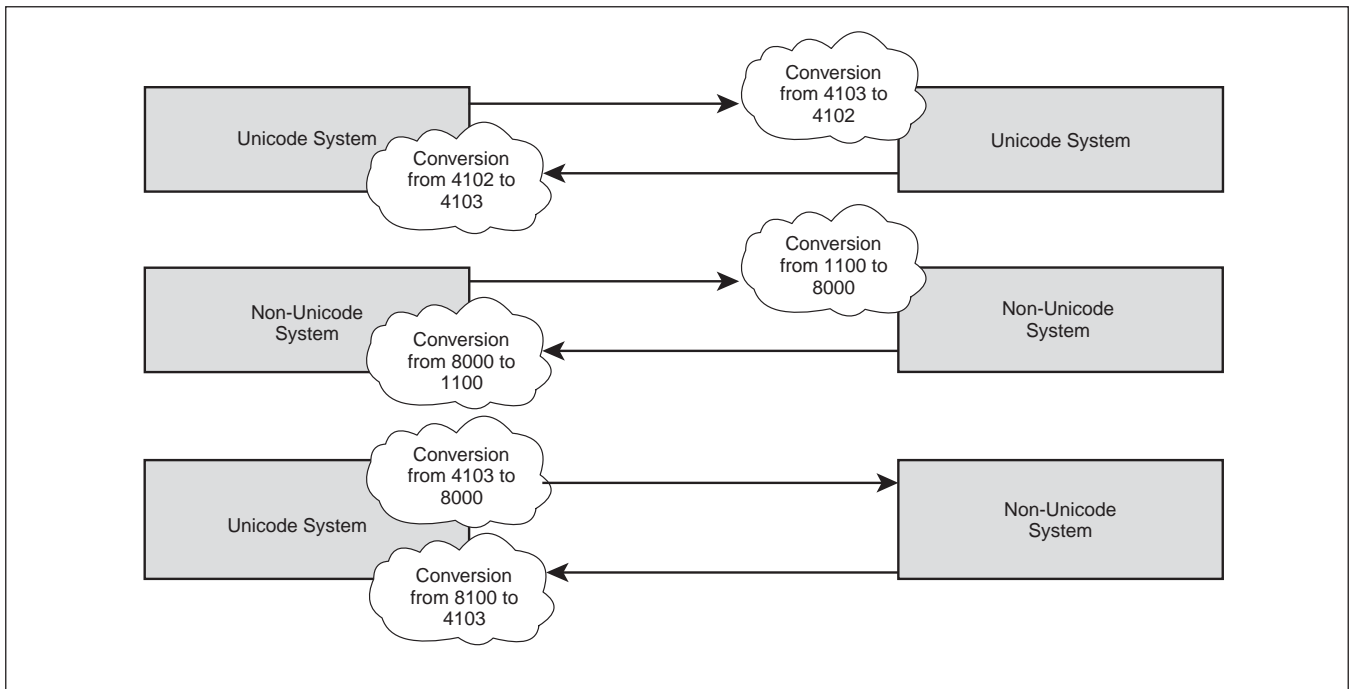 Unicode System
Conversion
from 4103 to
4102
Conversion
from 4102 to
4103
Unicode System
Non-Unicode
System
Conversion
from 1100 to
8000
Conversion
from 8000 to
1100
Non-Unicode
System
Unicode System
Conversion
from 4103 to
8000
Conversion
from 8100 to
4103
Non-Unicode
System